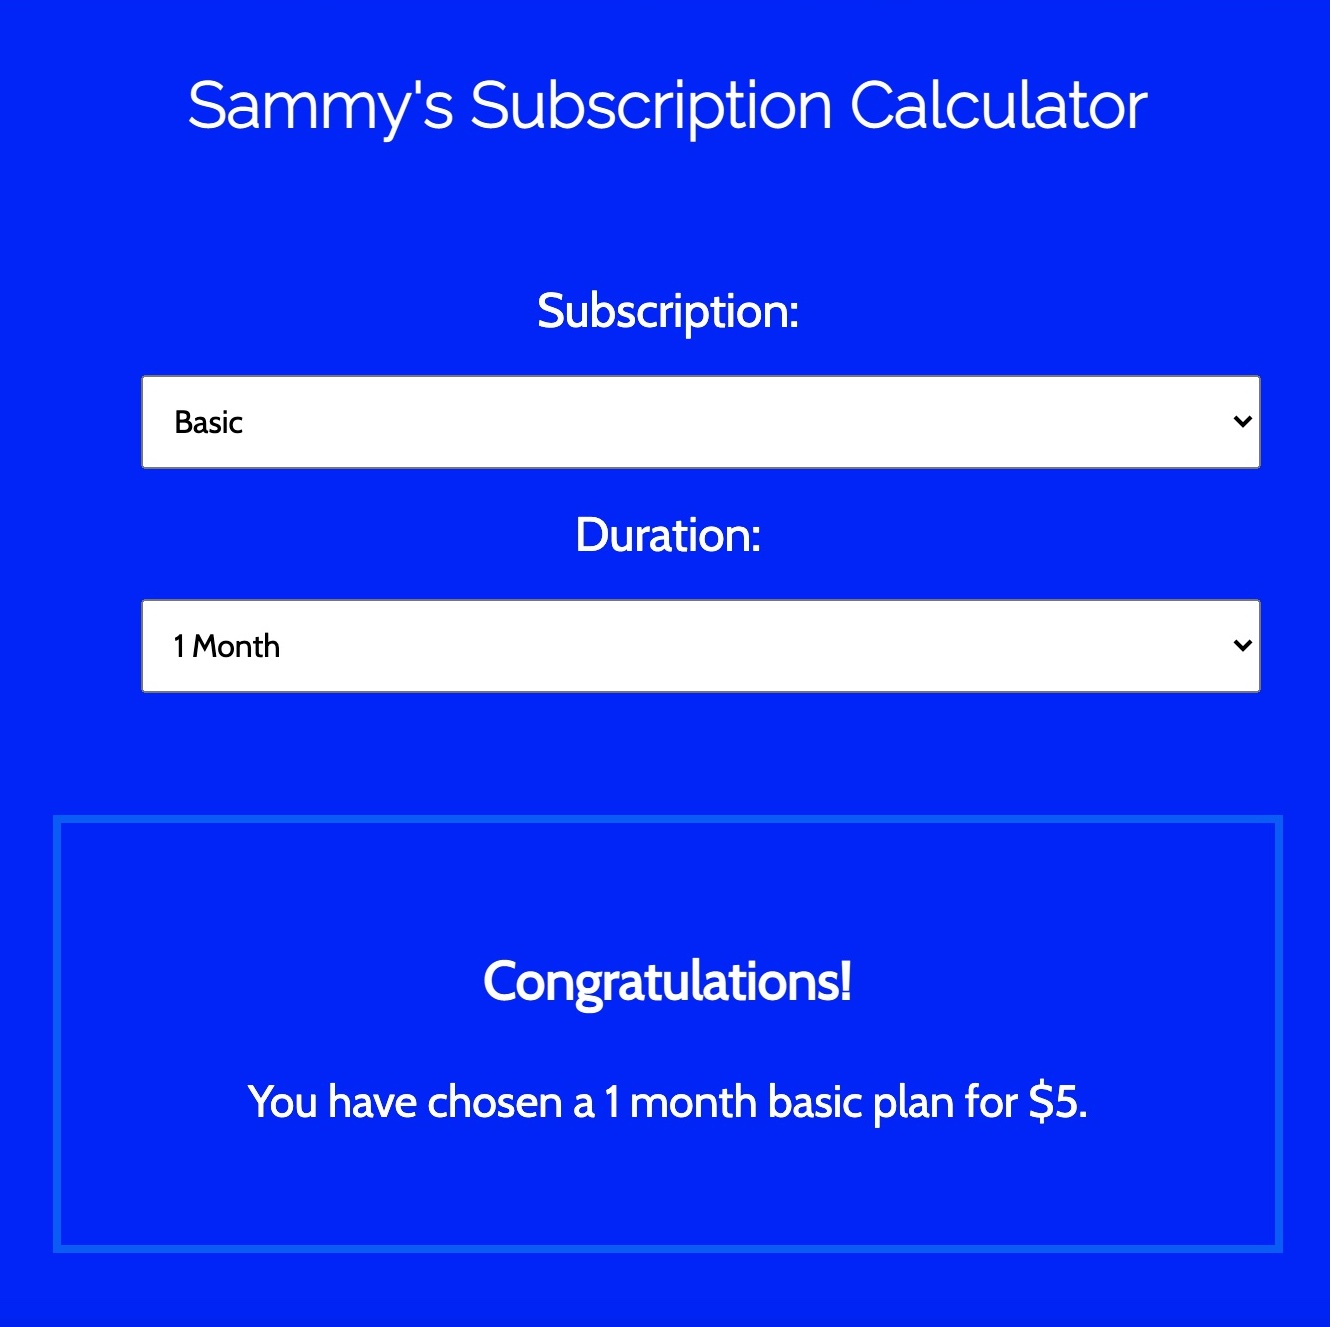 Sammy's Subscription Calculator
Subscription:
Basic
Duration:
1 Month
Congratulations!
You have chosen a 1 month basic plan for $5.